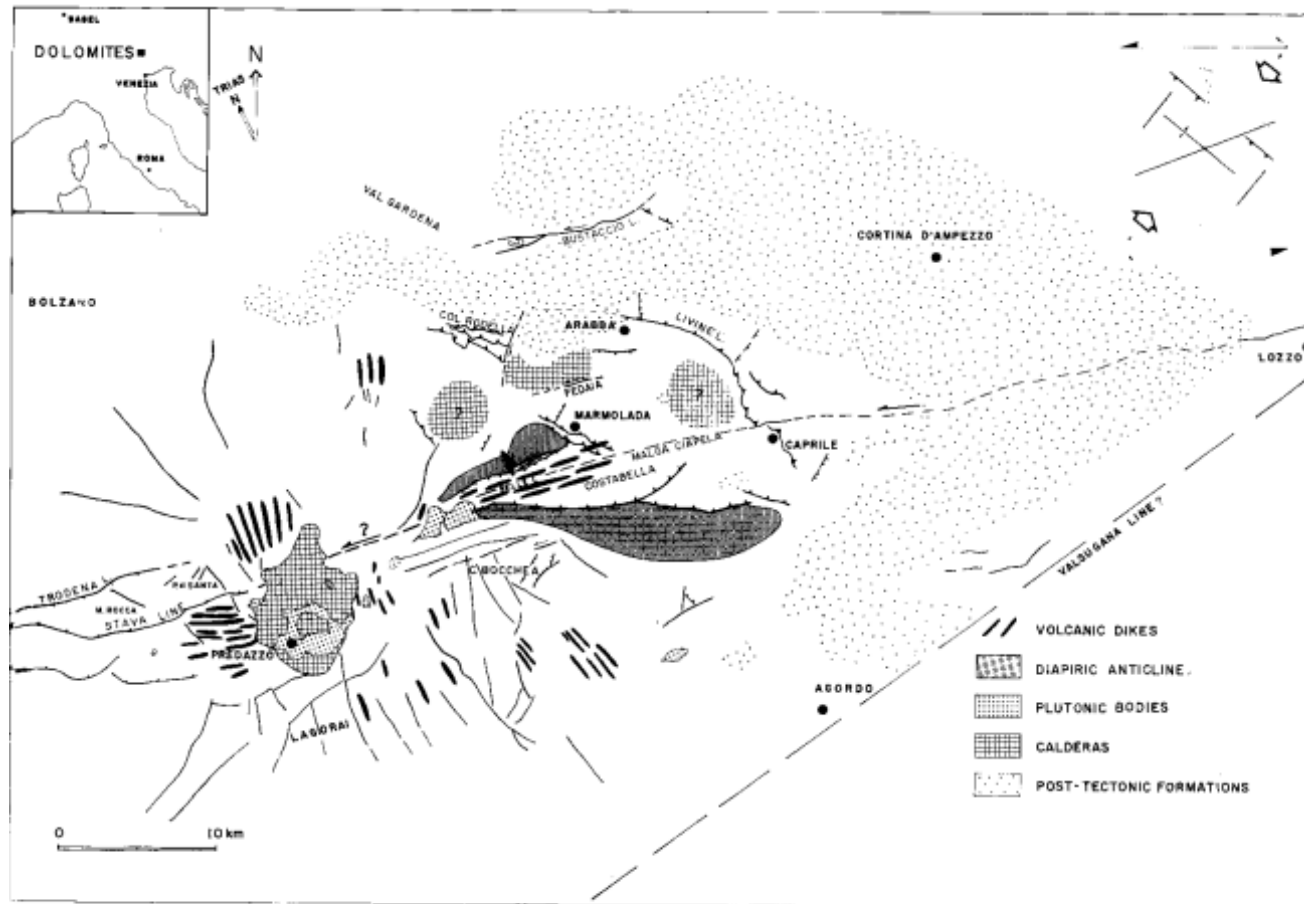 BASEL
DOLOMITES
VENEZIA
ROMA
TRIAS
N
N
VAL GARDENA
BUSTACCIO L.
CORTINA D'AMPEZZO
BOLZANO
COL RODELLA
ARABBA
LIVINE L.
LOZZO
?
?
PEDAIA
MARMOLADA
MALGA CIAPELA
CAPRILE
COSTABELLA
?
VALSUGANA LINE ?
C. BOCCHE A.
TRODENA L.
M. ROCCA
STAVA LINE
PREDAZZO
LAGORAI
AGORDO
VOLCANIC DIKES
DIAPIRIC ANTICLINE
PLUTONIC BODIES
CALDERAS
POST-TECTONIC FORMATIONS
0
10 km